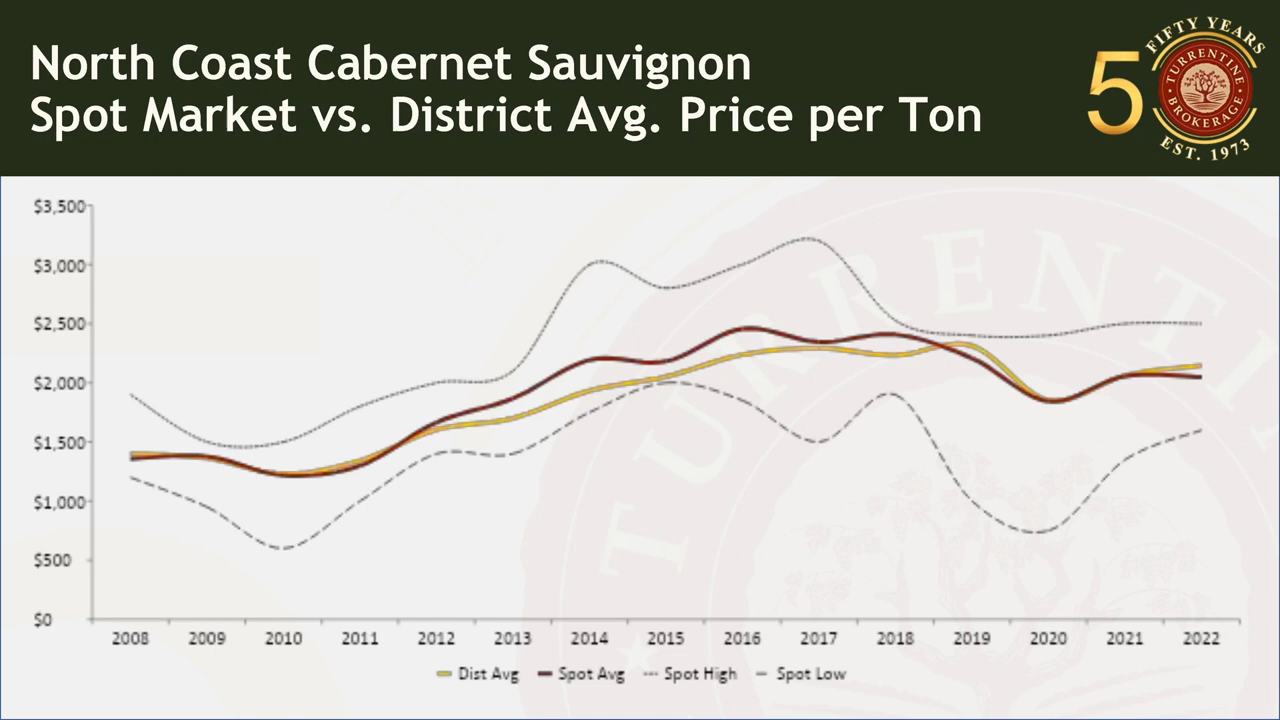 North Coast Cabernet Sauvignon
Spot Market vs. District Avg. Price per Ton
50
FIFTY YEARS
TURRENTINE
BROKERAGE
EST. 1973
$3,500
$3,000
$2,500
$2,000
$1,500
$1,000
$500
$0
TURRENTIN
2008 2009 2010 2011 2012 2013 2014 2015 2016 2017 2018 2019 2020 2021 2022
Dist Avg Spot Avg Spot High Spot Low